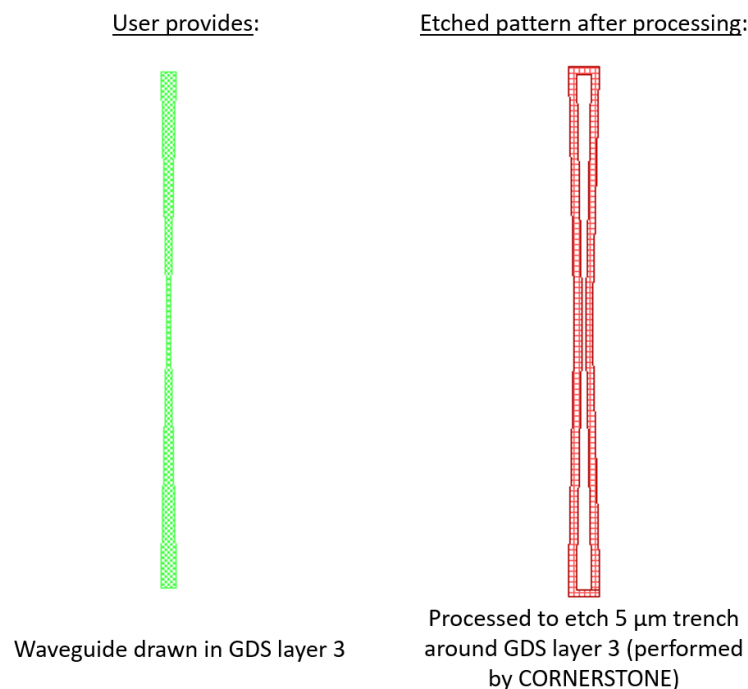 User provides:
Etched pattern after processing:
Waveguide drawn in GDS layer 3
Processed to etch 5 µm trench
around GDS layer 3 (performed
by CORNERSTONE)